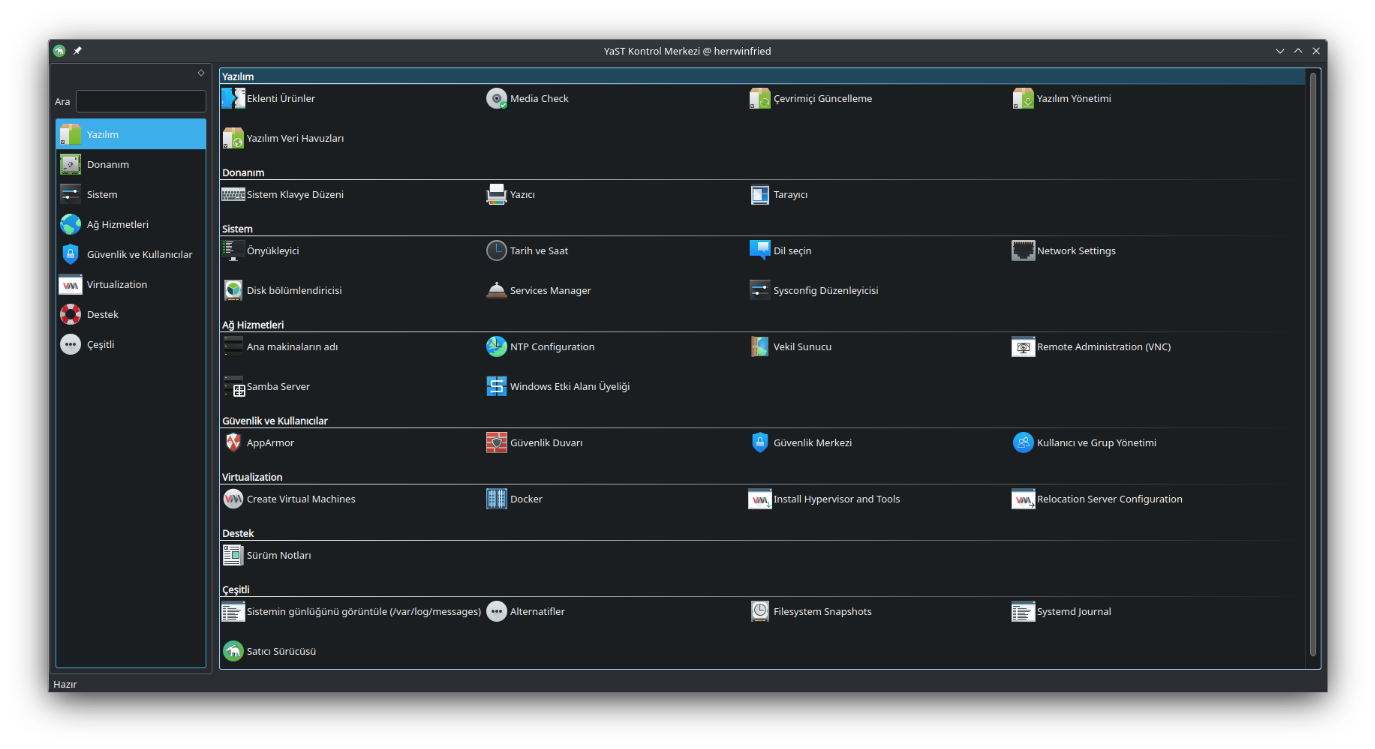 YaST Kontrol Merkezi @ herrwinfried
Ara
Yazılım
Donanım
Sistem
Ağ Hizmetleri
Güvenlik ve Kullanıcılar
Virtualization
Destek
Çeşitli
Yazılım
Eklenti Ürünler
Media Check
Çevrimiçi Güncelleme
Yazılım Yönetimi
Yazılım Veri Havuzları
Donanım
Sistem Klavye Düzeni
Yazıcı
Tarayıcı
Sistem
Önyükleyici
Tarih ve Saat
Dil seçin
Network Settings
Disk bölümlendiricisi
Services Manager
Sysconfig Düzenleyicisi
Ağ Hizmetleri
Ana makinaların adı
NTP Configuration
Vekil Sunucu
Remote Administration (VNC)
Samba Server
Windows Etki Alanı Üyeliği
Güvenlik ve Kullanıcılar
AppArmor
Güvenlik Duvarı
Güvenlik Merkezi
Kullanıcı ve Grup Yönetimi
Virtualization
Create Virtual Machines
Docker
Install Hypervisor and Tools
Relocation Server Configuration
Destek
Sürüm Notları
Çeşitli
Sistemin günlüğünü görüntüle (/var/log/messages)
Alternatifler
Filesystem Snapshots
Systemd Journal
Satıcı Sürücüsü
Hazır